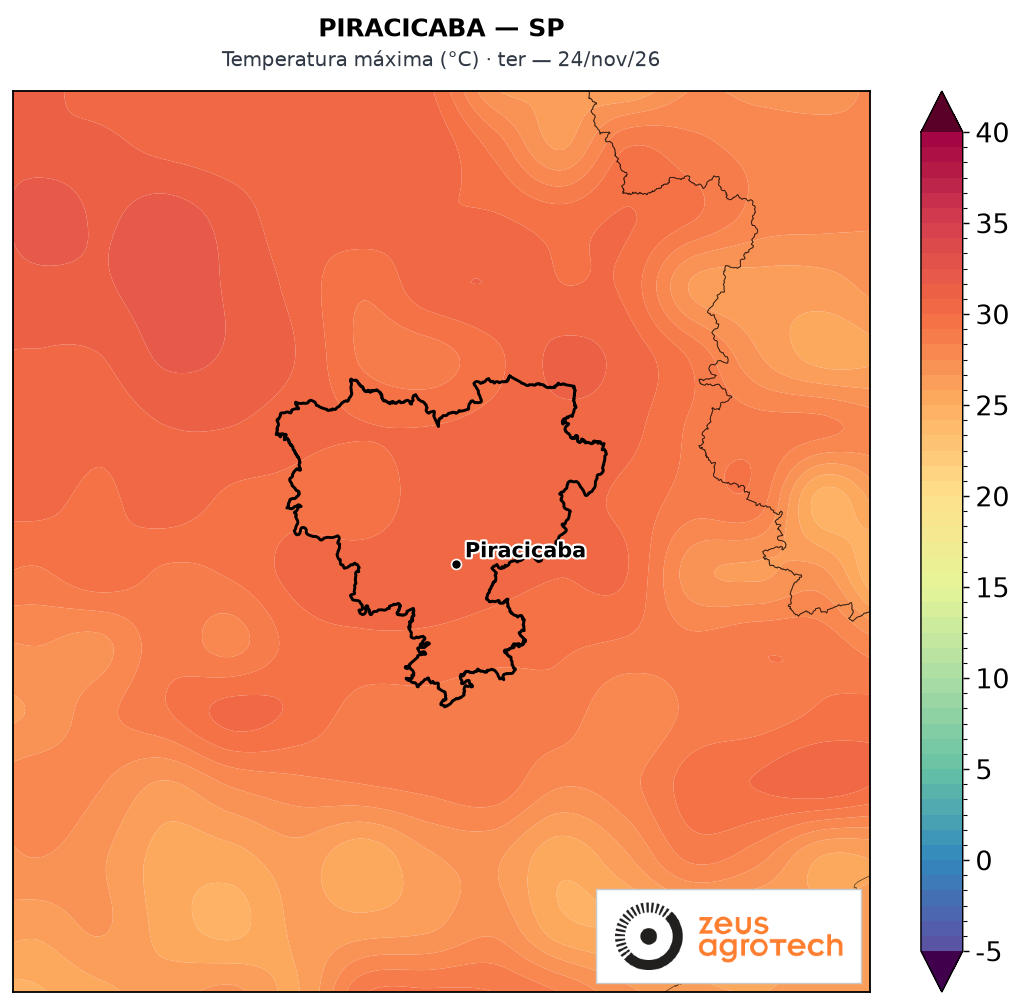 PIRACICABA — SP
Temperatura máxima (°C) · ter — 24/nov/26
40
35
30
25
20
15
10
5
0
-5
Piracicaba
zeus
agrotech